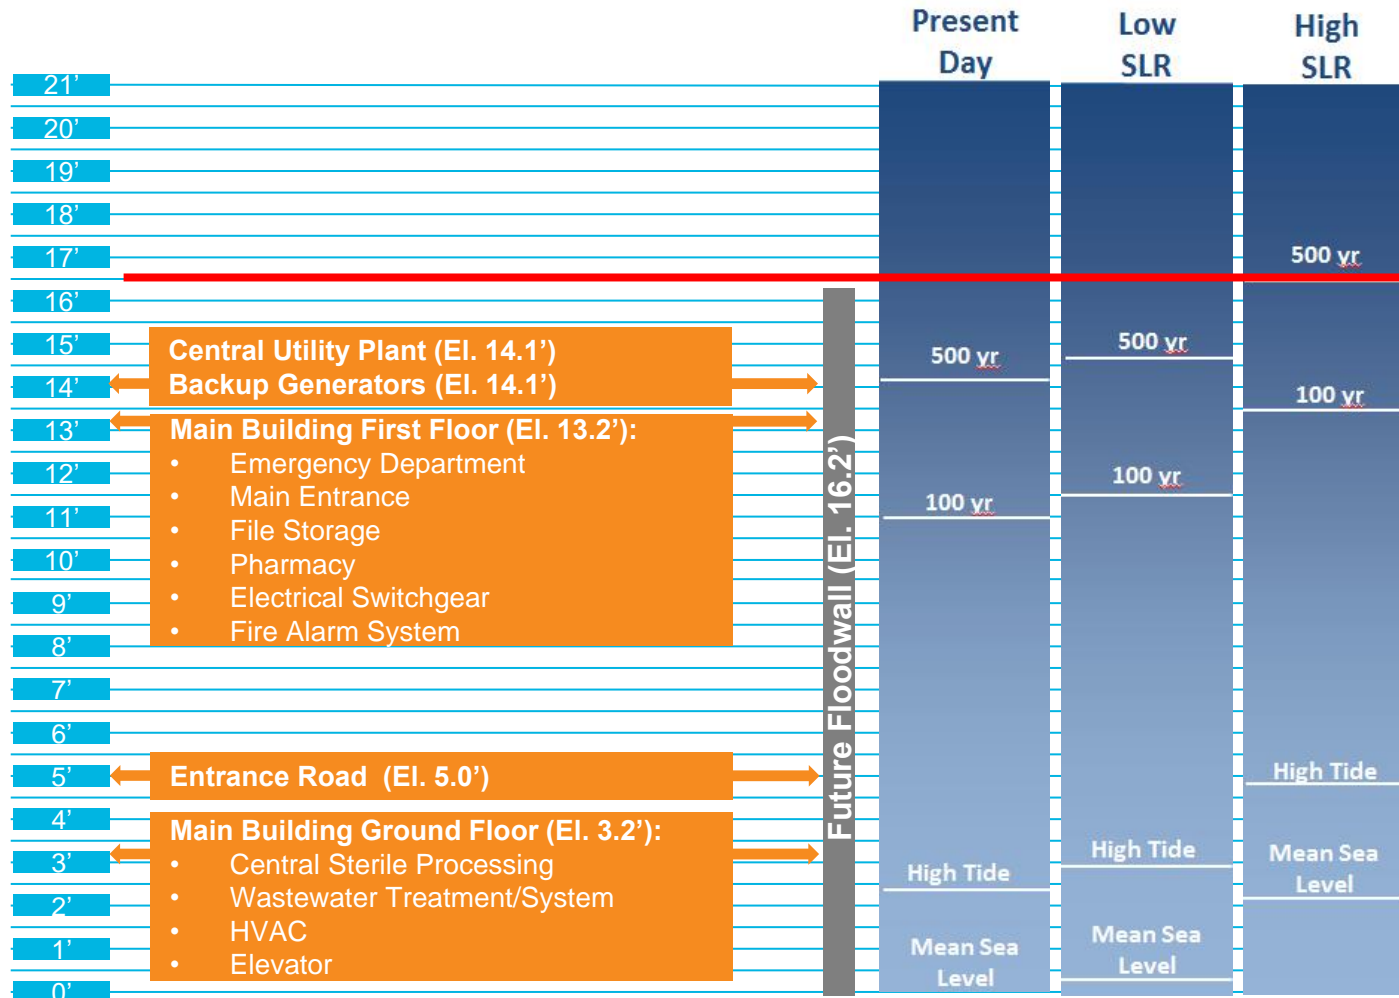 Present
Day
Low
SLR
High
SLR
21’
20’
19’
18’
17’
16’
15’
14’
13’
12’
11’
10’
9’
8’
7’
6’
5’
4’
3’
2’
1’
0’
Central Utility Plant (El. 14.1’)
Backup Generators (El. 14.1’)
Main Building First Floor (El. 13.2’):
• Emergency Department
• Main Entrance
• File Storage
• Pharmacy
• Electrical Switchgear
• Fire Alarm System
Entrance Road (El. 5.0’)
Main Building Ground Floor (El. 3.2’):
• Central Sterile Processing
• Wastewater Treatment/System
• HVAC
• Elevator
Future Floodwall (El. 16.2’)
500 yr
100 yr
High Tide
Mean Sea
Level
500 yr
100 yr
High Tide
Mean Sea
Level
500 yr
100 yr
High Tide
Mean Sea
Level